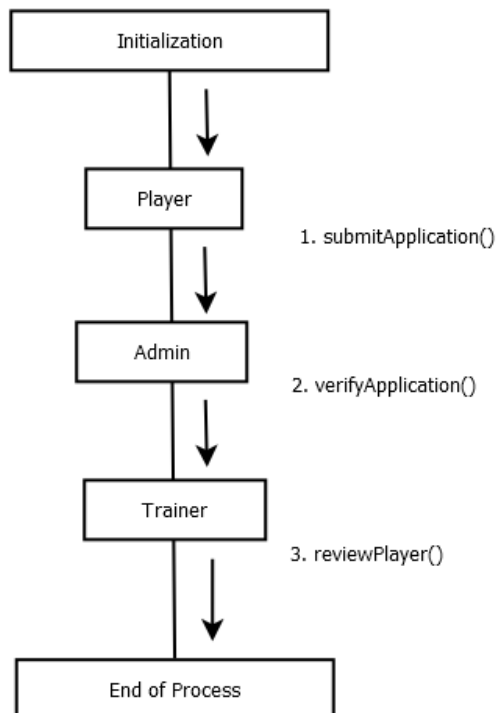 Initialization
Player
1. submitApplication()
Admin
2. verifyApplication()
Trainer
3. reviewPlayer()
End of Process